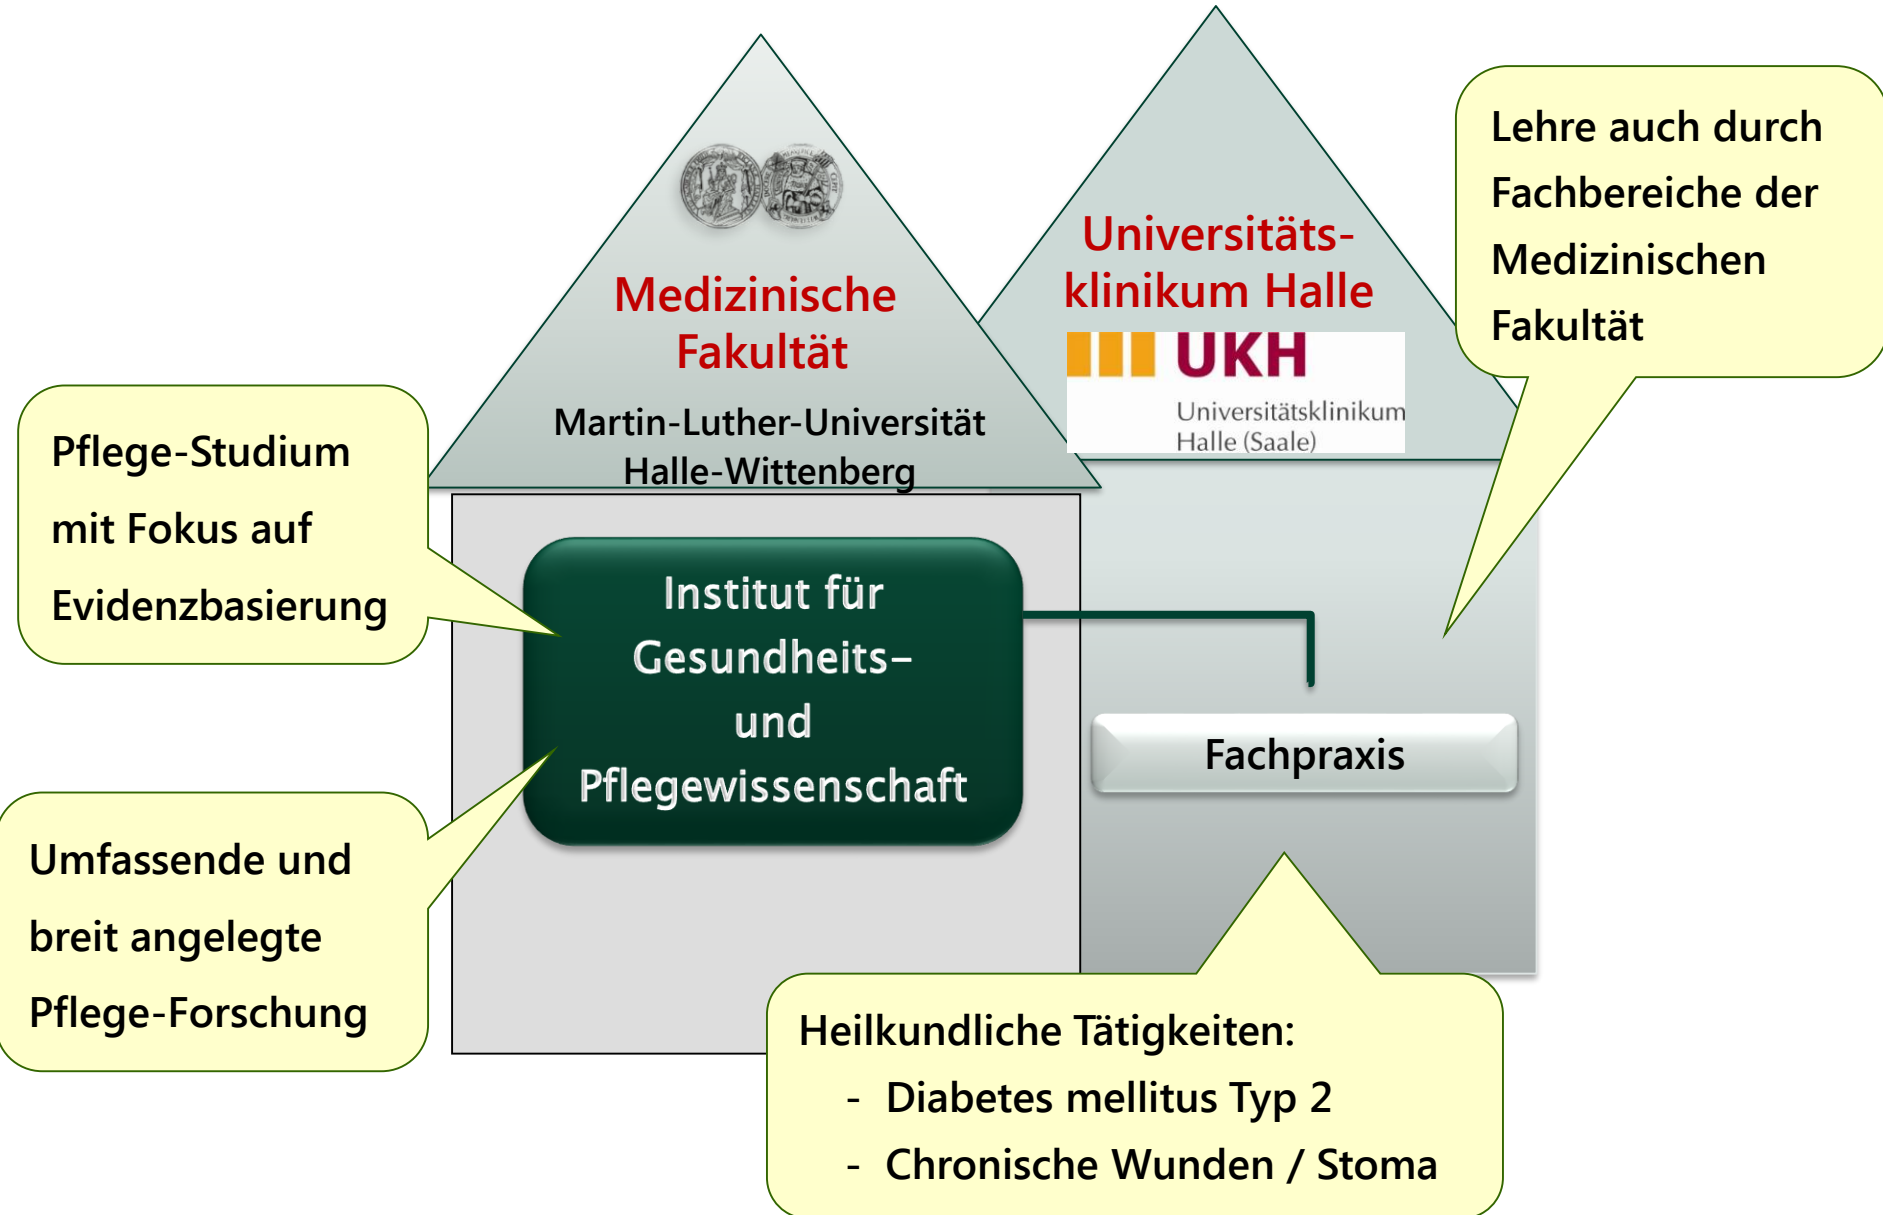 Medizinische
Fakultät
Martin-Luther-Universität
Halle-Wittenberg
Universitäts-
klinikum Halle
UKH
Universitätsklinikum
Halle (Saale)
Lehre auch durch
Fachbereiche der
Medizinischen
Fakultät
Pflege-Studium
mit Fokus auf
Evidenzbasierung
Institut für
Gesundheits-
und
Pflegewissenschaft
Fachpraxis
Umfassende und
breit angelegte
Pflege-Forschung
Heilkundliche Tätigkeiten:
- Diabetes mellitus Typ 2
- Chronische Wunden / Stoma